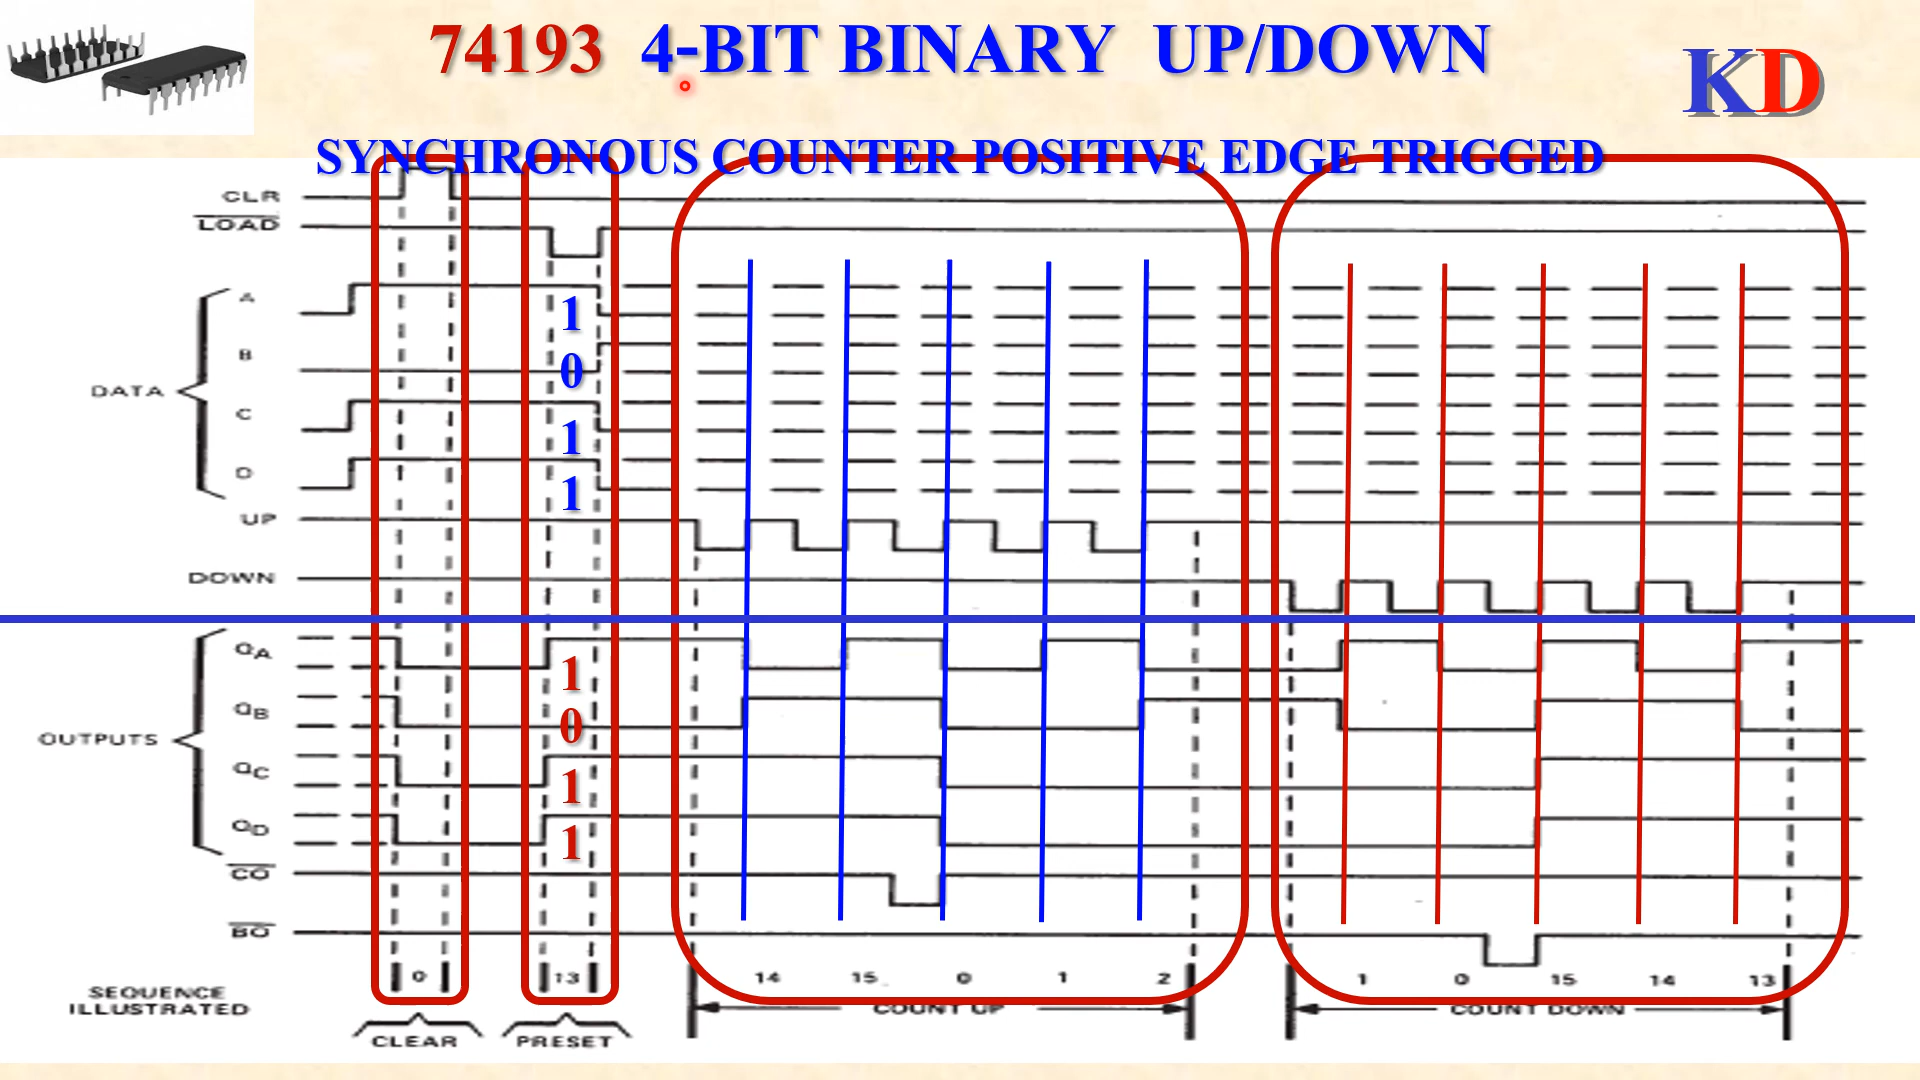 74193 4-BIT BINARY UP/DOWN
KD
SYNCHRONOUS COUNTER POSITIVE EDGE TRIGGED
CLR
LOAD
A
1
B
0
DATA
C
1
D
1
UP
DOWN
QA
1
QB
0
OUTPUTS
QC
1
QD
1
CO
BO
0 13 14 15 0 1 2 1 0 15 14 13
SEQUENCE
ILLUSTRATED
COUNT UP COUNT DOWN
CLEAR PRESET